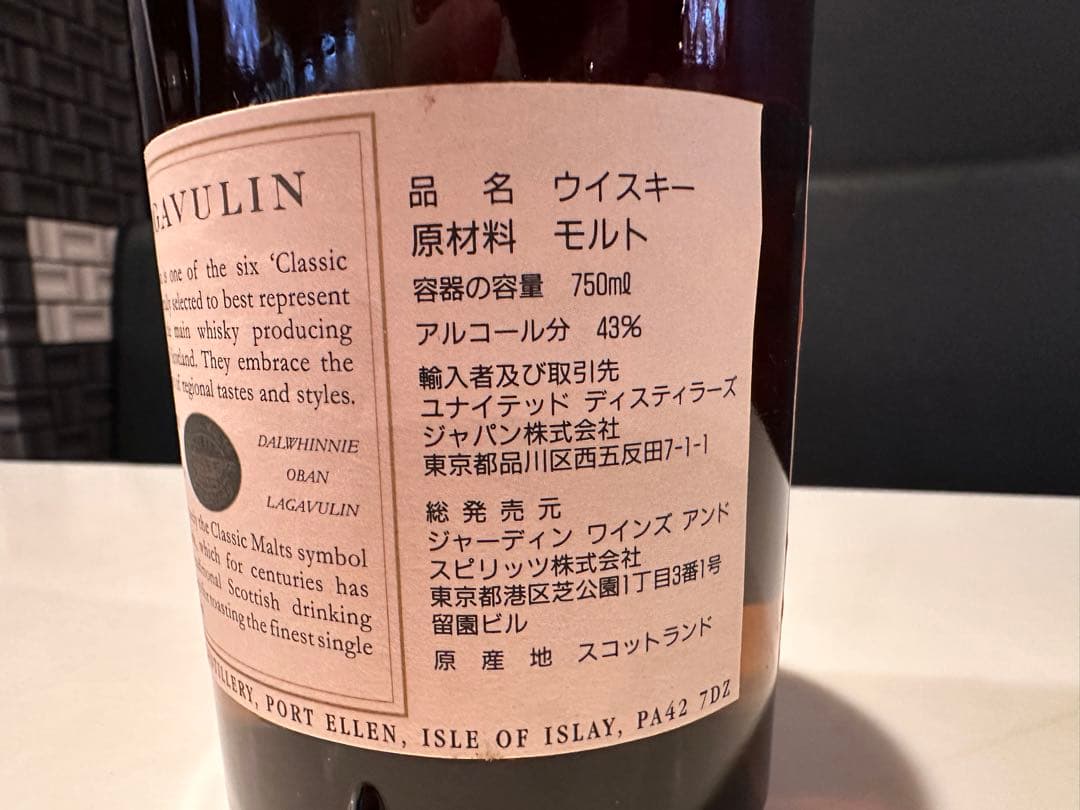 GAVULIN
is one of the six ‘Classic
selected to best represent
main whisky producing
They embrace the
of regional tastes and styles.
DALWHINNIE
OBAN
LAGAVULIN
the Classic Malts symbol
which for centuries has
Scottish drinking
toasting the finest single
品 名 ウイスキー
原材料 モルト
容器の容量 750mℓ
アルコール分 43%
輸入者及び取引先
ユナイテッド ディスティラーズ
ジャパン株式会社
東京都品川区西五反田7-1-1
総発売元
ジャーディン ワインズ アンド
スピリッツ株式会社
東京都港区芝公園1丁目3番1号
留園ビル
原 産 地 スコットランド
TILLERY, PORT ELLEN, ISLE OF ISLAY, PA42 7DZ